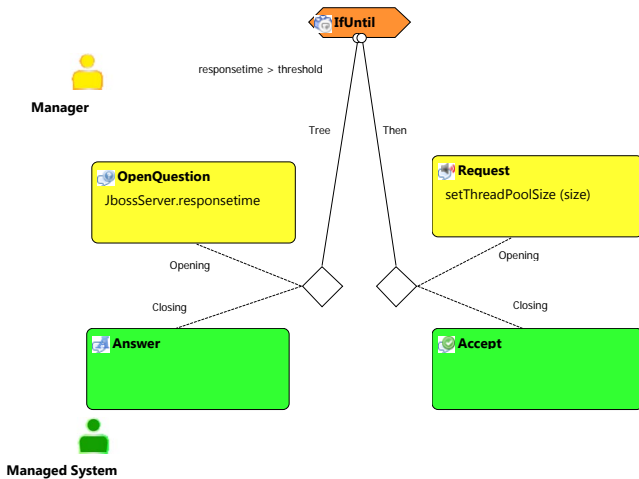 IfUntil
responsetime > threshold
Manager
Tree
Then
OpenQuestion
JbossServer.responsetime
Request
setThreadPoolSize (size)
Opening
Opening
Closing
Closing
Answer
Accept
Managed System